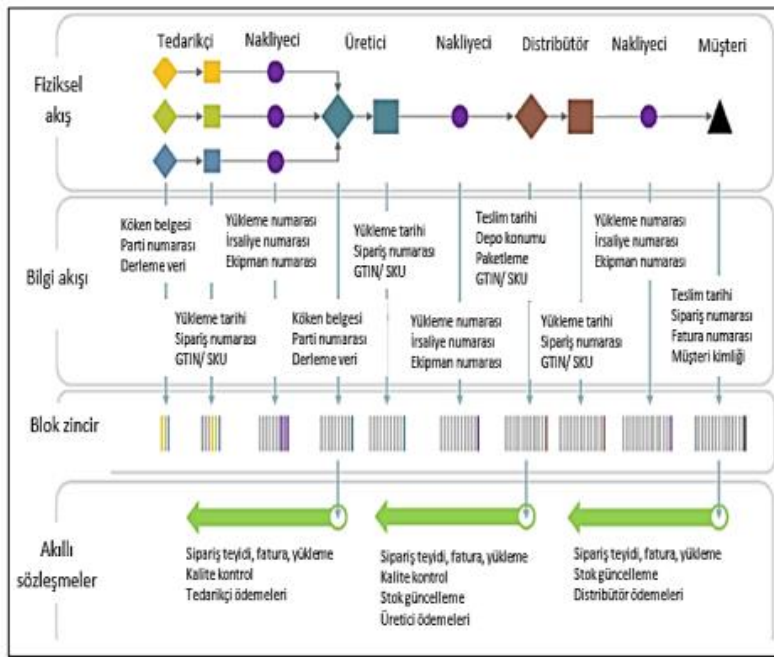 Tedarikçi
Nakliyeci
Üretici
Nakliyeci
Distribütör
Nakliyeci
Müşteri
Fiziksel
akış
Bilgi akışı
Köken belgesi
Parti numarası
Derleme veri
Yükleme tarihi
Sipariş numarası
GTIN/ SKU
Yükleme numarası
İrsaliye numarası
Ekipman numarası
Köken belgesi
Parti numarası
Derleme veri
Yükleme tarihi
Sipariş numarası
GTIN/ SKU
Yükleme numarası
İrsaliye numarası
Ekipman numarası
Teslim tarihi
Depo konumu
Paketleme
GTIN/ SKU
Yükleme tarihi
Sipariş numarası
GTIN/ SKU
Yükleme numarası
İrsaliye numarası
Ekipman numarası
Teslim tarihi
Sipariş numarası
Fatura numarası
Müşteri kimliği
Blok zincir
Akıllı
sözleşmeler
Sipariş teyidi, fatura, yükleme
Kalite kontrol
Tedarikçi ödemeleri
Sipariş teyidi, fatura, yükleme
Kalite kontrol
Stok güncelleme
Üretici ödemeleri
Sipariş teyidi, fatura, yükleme
Stok güncelleme
Distribütör ödemeleri